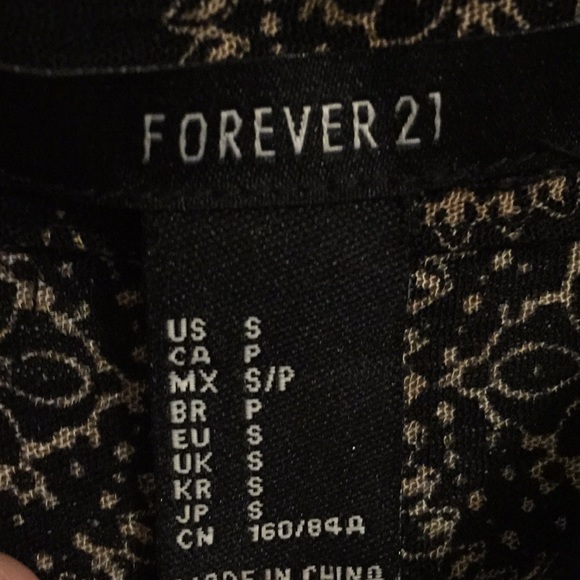 FOREVER 21
US S
CA P
MX S/P
BR P
EU S
UK S
KR S
JP S
CN 160/84A
MADE IN CHINA